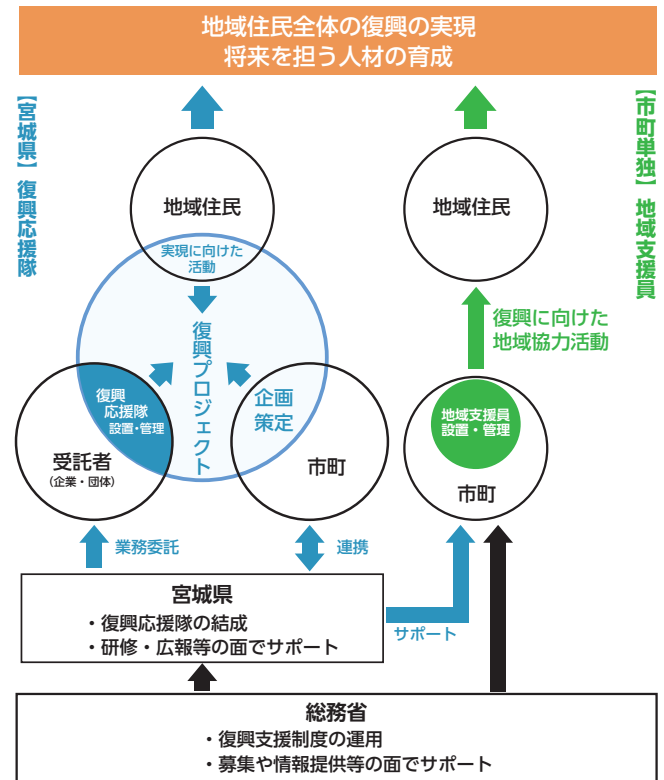 地域住民全体の復興の実現
将来を担う人材の育成
【宮城県】復興応援隊
【市町単独】地域支援員
地域住民
地域住民
実現に向けた
活動
復興プロジェクト
復興に向けた
地域協力活動
復興
応援隊
設置・管理
受託者
(企業・団体)
企画
策定
市町
地域支援員
設置・管理
市町
業務委託
連携
宮城県
・復興応援隊の結成
・研修・広報等の面でサポート
サポート
総務省
・復興支援制度の運用
・募集や情報提供等の面でサポート